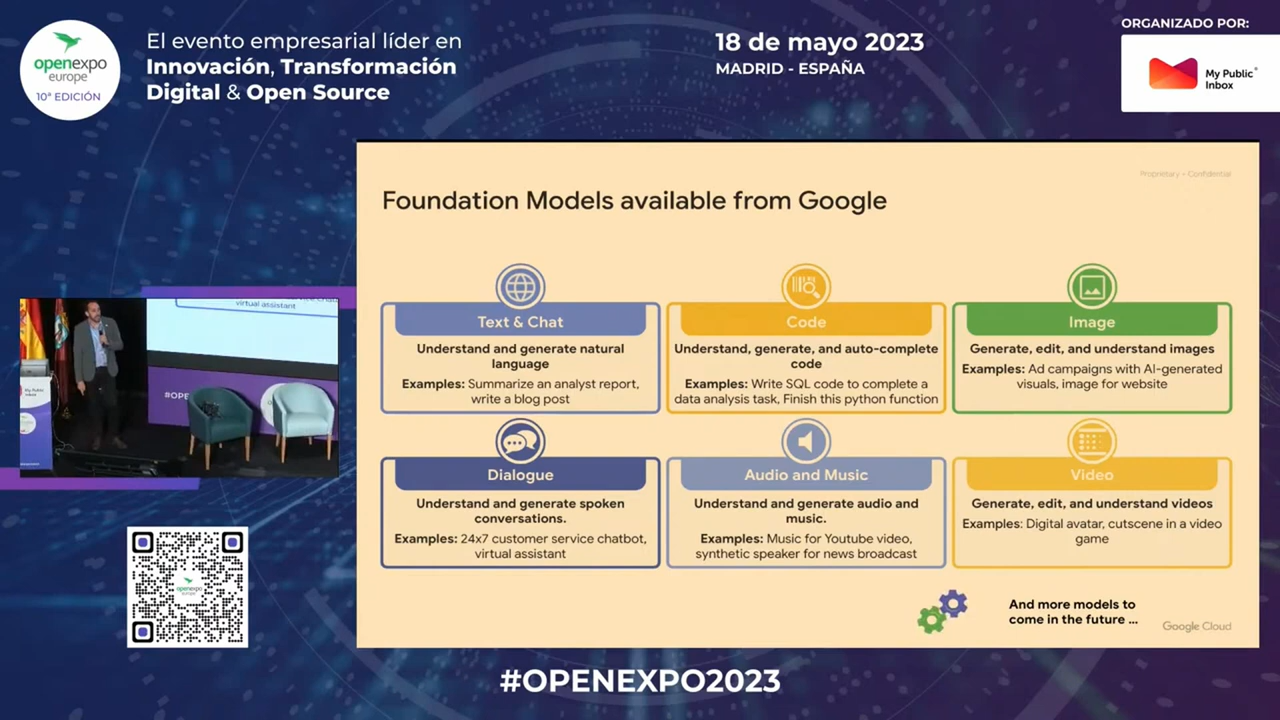 openexpo
europe
10ª EDICIÓN
El evento empresarial líder en
Innovación, Transformación
Digital & Open Source
18 de mayo 2023
MADRID - ESPAÑA
ORGANIZADO POR:
My Public
Inbox
Proprietary + Confidential
Foundation Models available from Google
Text & Chat
Understand and generate natural
language
Examples: Summarize an analyst report,
write a blog post
Code
Understand, generate, and auto-complete
code
Examples: Write SQL code to complete a
data analysis task, Finish this python function
Image
Generate, edit, and understand images
Examples: Ad campaigns with AI-generated
visuals, image for website
Dialogue
Understand and generate spoken
conversations.
Examples: 24x7 customer service chatbot,
virtual assistant
Audio and Music
Understand and generate audio and
music.
Examples: Music for Youtube video,
synthetic speaker for news broadcast
Video
Generate, edit, and understand videos
Examples: Digital avatar, cutscene in a video
game
And more models to
come in the future ...
Google Cloud
virtual assistant
#OPE
My Public
Inbox
openexpo
europe
#OPENEXPO2023